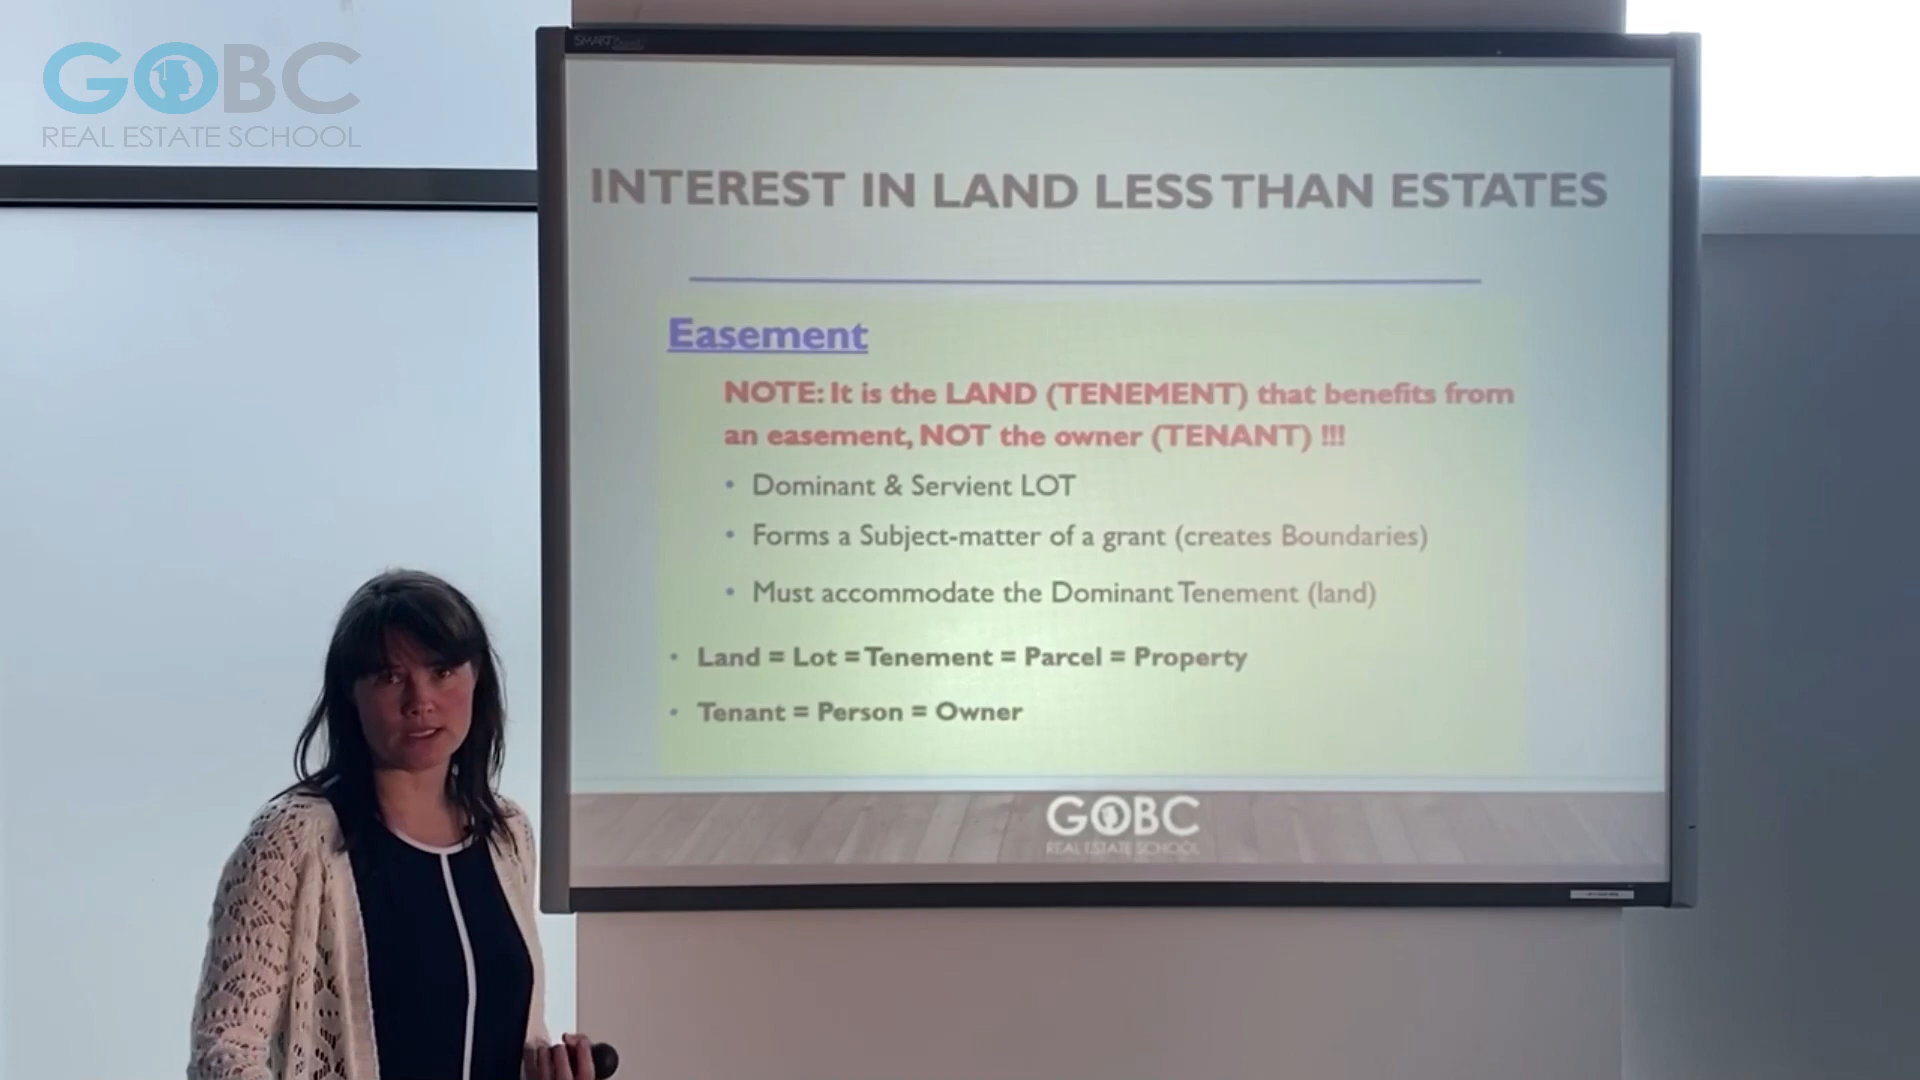 GOBC
REAL ESTATE SCHOOL
SMART
INTEREST IN LAND LESS THAN ESTATES
Easement
NOTE: It is the LAND (TENEMENT) that benefits from
an easement, NOT the owner (TENANT) !!!
• Dominant & Servient LOT
• Forms a Subject-matter of a grant (creates Boundaries)
• Must accommodate the Dominant Tenement (land)
• Land = Lot = Tenement = Parcel = Property
• Tenant = Person = Owner
GOBC
REAL ESTATE SCHOOL